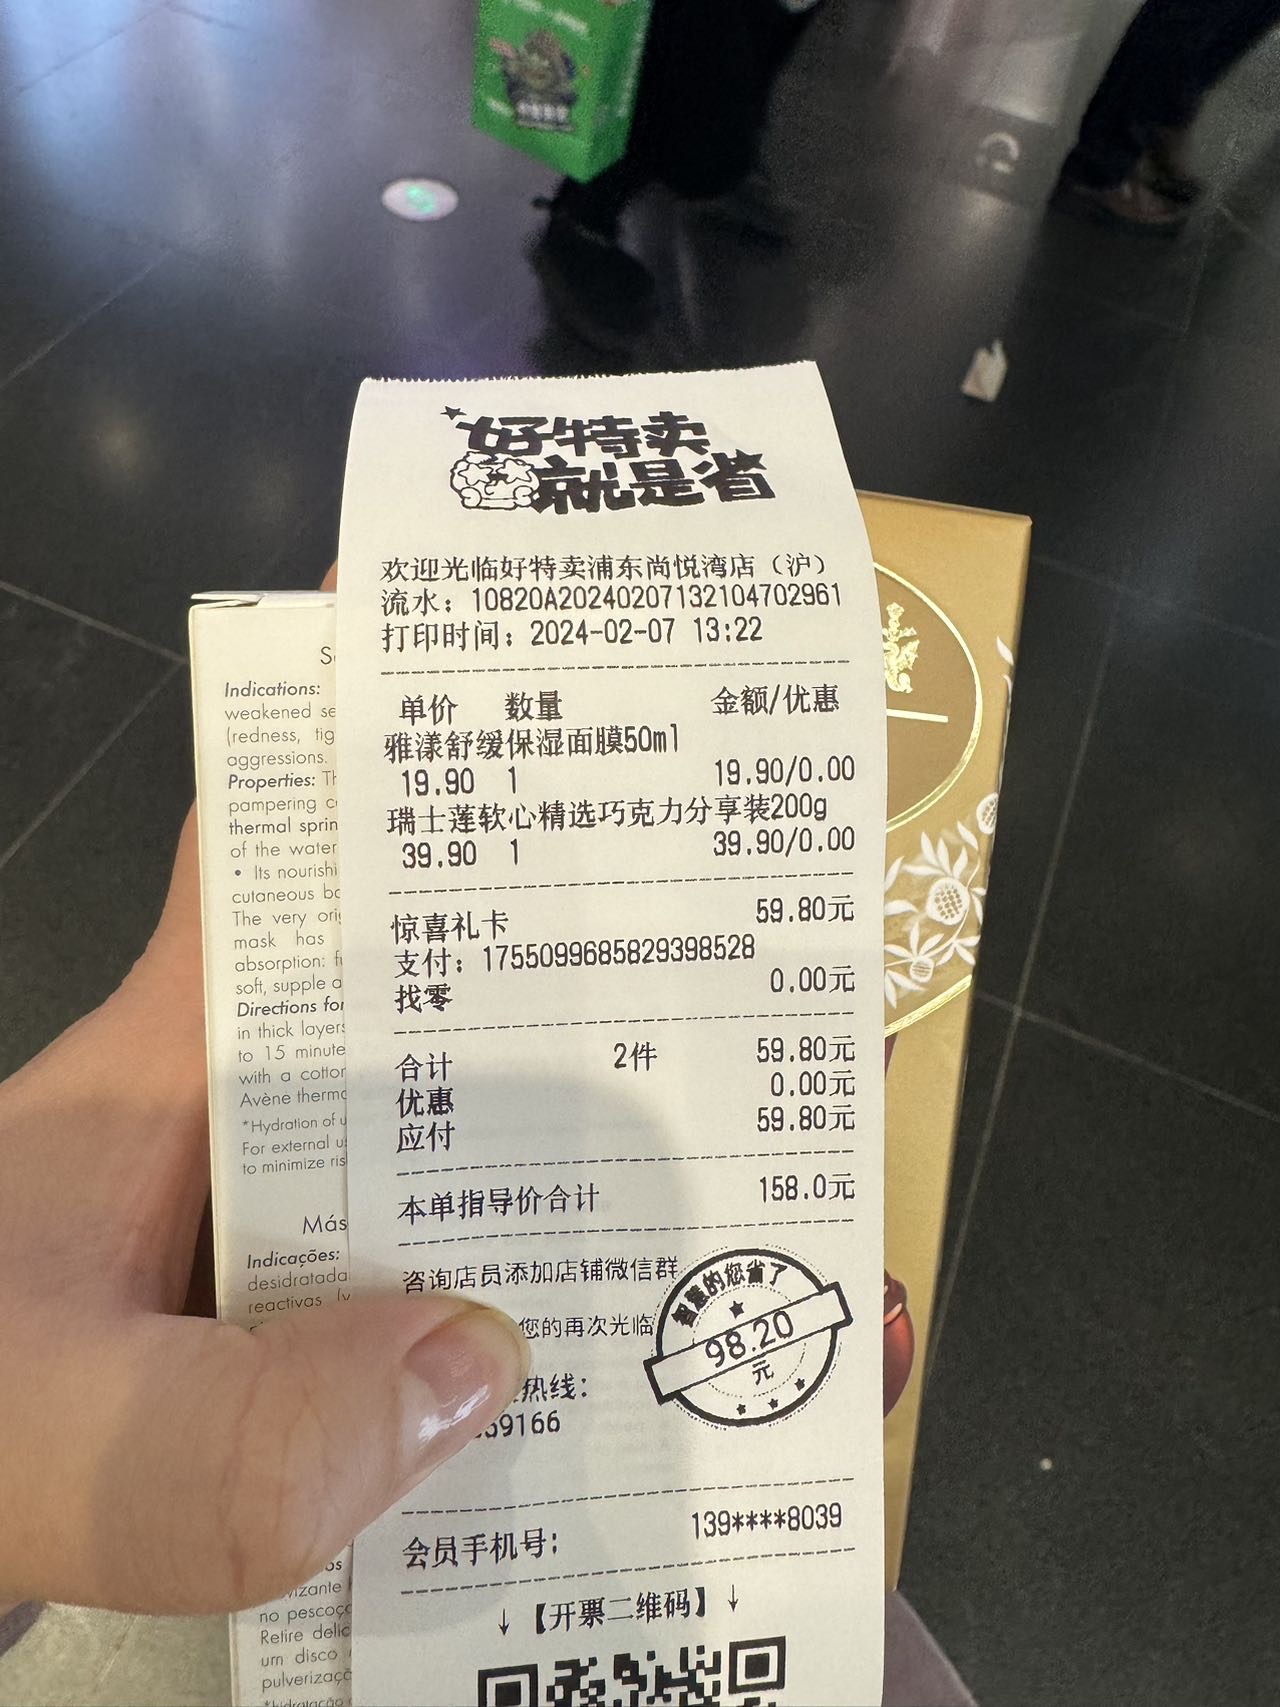 好特卖
就是省
欢迎光临好特卖浦东尚悦湾店（沪）
流水：10820A20240207132104702961
打印时间：2024-02-07 13:22
单价 数量 金额/优惠
雅漾舒缓保湿面膜50ml
19.90 1 19.90/0.00
瑞士莲软心精选巧克力分享装200g
39.90 1 39.90/0.00
惊喜礼卡 59.80元
支付：1755099685829398528
找零 0.00元
合计 2件 59.80元
优惠 0.00元
应付 59.80元
本单指导价合计 158.0元
咨询店员添加店铺微信群
您的再次光临
智慧的您省了
98.20
元
热线：
59166
会员手机号： 139****8039
↓【开票二维码】↓
Indications:
weakened se
(redness, tig
aggressions.
Properties: Th
pampering c
thermal sprin
of the water
• Its nourishi
cutaneous ba
The very orig
mask has
absorption: f
soft, supple a
Directions for
in thick layers
to 15 minute
with a cotton
Avène therma
*Hydration of u
For external us
to minimize ris
Más
Indicações:
desidratada
reactivas (v
no pescoço
Retire delic
um disco
pulverizaçã
*hidratação